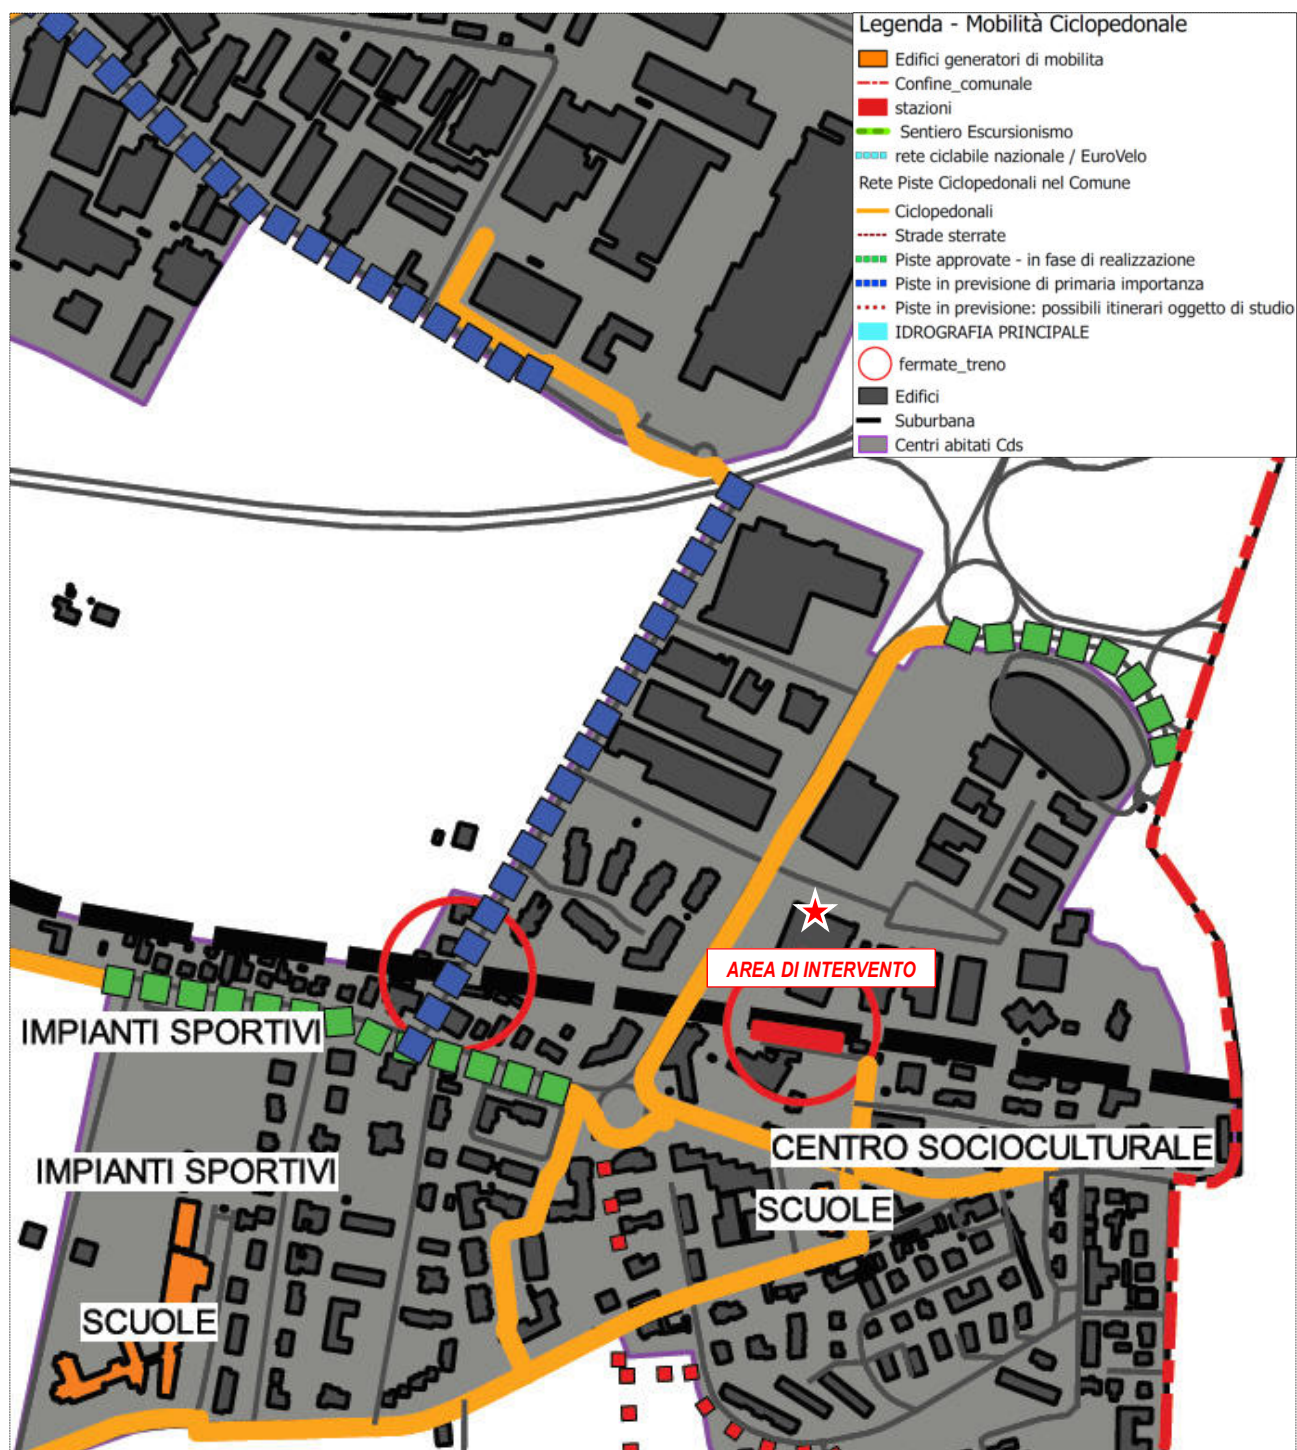 Legenda - Mobilità Ciclopedonale
Edifici generatori di mobilita
Confine_comunale
stazioni
Sentiero Escursionismo
rete ciclabile nazionale / EuroVelo
Rete Piste Ciclopedonali nel Comune
Ciclopedonali
Strade sterrate
Piste approvate - in fase di realizzazione
Piste in previsione di primaria importanza
Piste in previsione: possibili itinerari oggetto di studio
IDROGRAFIA PRINCIPALE
fermate_treno
Edifici
Suburbana
Centri abitati Cds
AREA DI INTERVENTO
IMPIANTI SPORTIVI
CENTRO SOCIOCULTURALE
IMPIANTI SPORTIVI
SCUOLE
SCUOLE